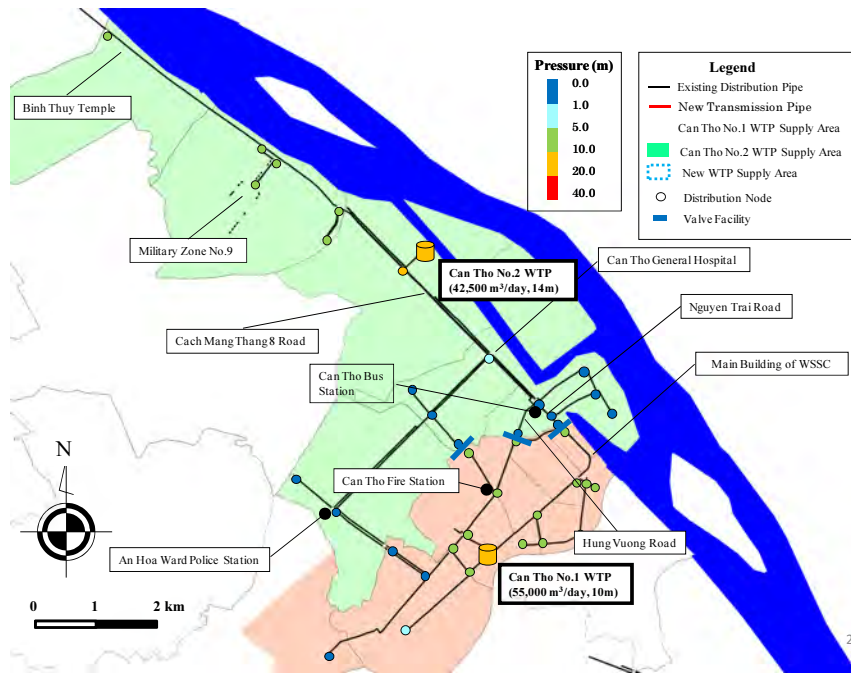 Pressure (m)
0.0
1.0
5.0
10.0
20.0
40.0
Legend
Existing Distribution Pipe
New Transmission Pipe
Can Tho No.1 WTP Supply Area
Can Tho No.2 WTP Supply Area
New WTP Supply Area
Distribution Node
Valve Facility
Binh Thuy Temple
Military Zone No.9
Can Tho General Hospital
Can Tho No.2 WTP
(42,500 m³/day, 14m)
Nguyen Trai Road
Cach Mang Thang 8 Road
Main Building of WSSC
Can Tho Bus
Station
N
Can Tho Fire Station
An Hoa Ward Police Station
Hung Vuong Road
Can Tho No.1 WTP
(55,000 m³/day, 10m)
0 1 2 km
2